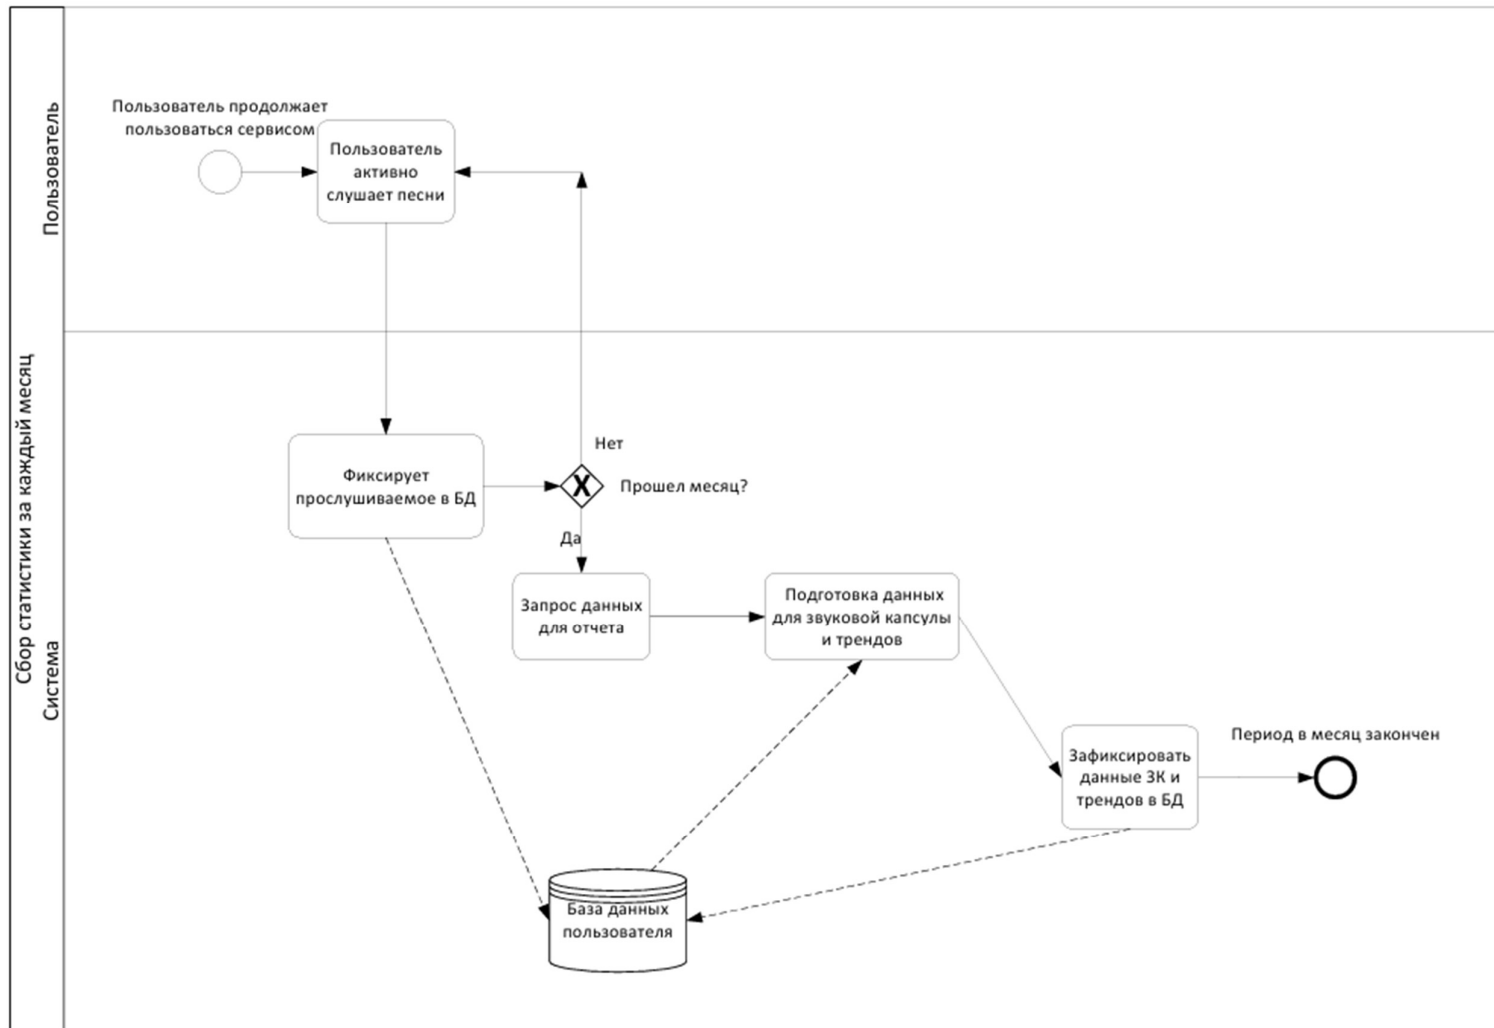 Сбор статистики за каждый месяц
Пользователь
Пользователь продолжает
пользоваться сервисом
Пользователь
активно
слушает песни
Система
Фиксирует
прослушиваемое в БД
Нет
X
Прошел месяц?
Да
Запрос данных
для отчета
Подготовка данных
для звуковой капсулы
и трендов
Зафиксировать
данные ЗК и
трендов в БД
Период в месяц закончен
База данных
пользователя